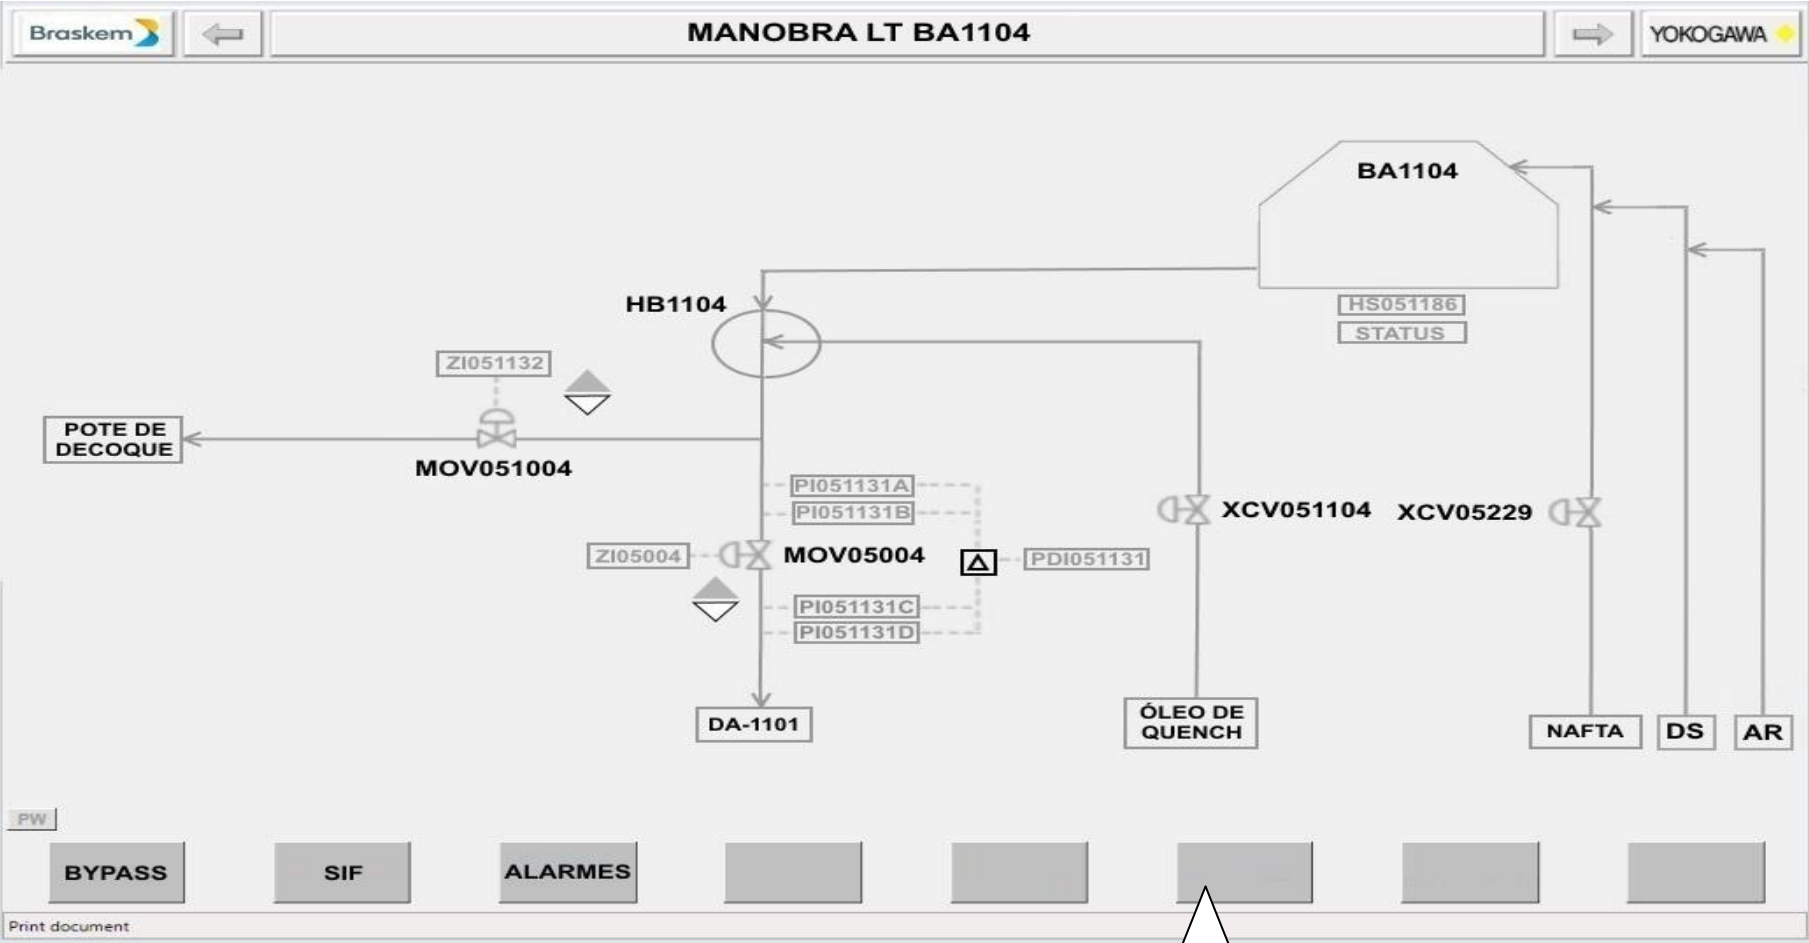 Braskem
MANOBRA LT BA1104
YOKOGAWA
BA1104
HB1104
HS051186
STATUS
ZI051132
POTE DE
DECOQUE
MOV051004
PI051131A
PI051131B
XCV051104
XCV05229
ZI05004
MOV05004
PDI051131
PI051131C
PI051131D
DA-1101
ÓLEO DE
QUENCH
NAFTA
DS
AR
PW
BYPASS
SIF
ALARMES
Print document